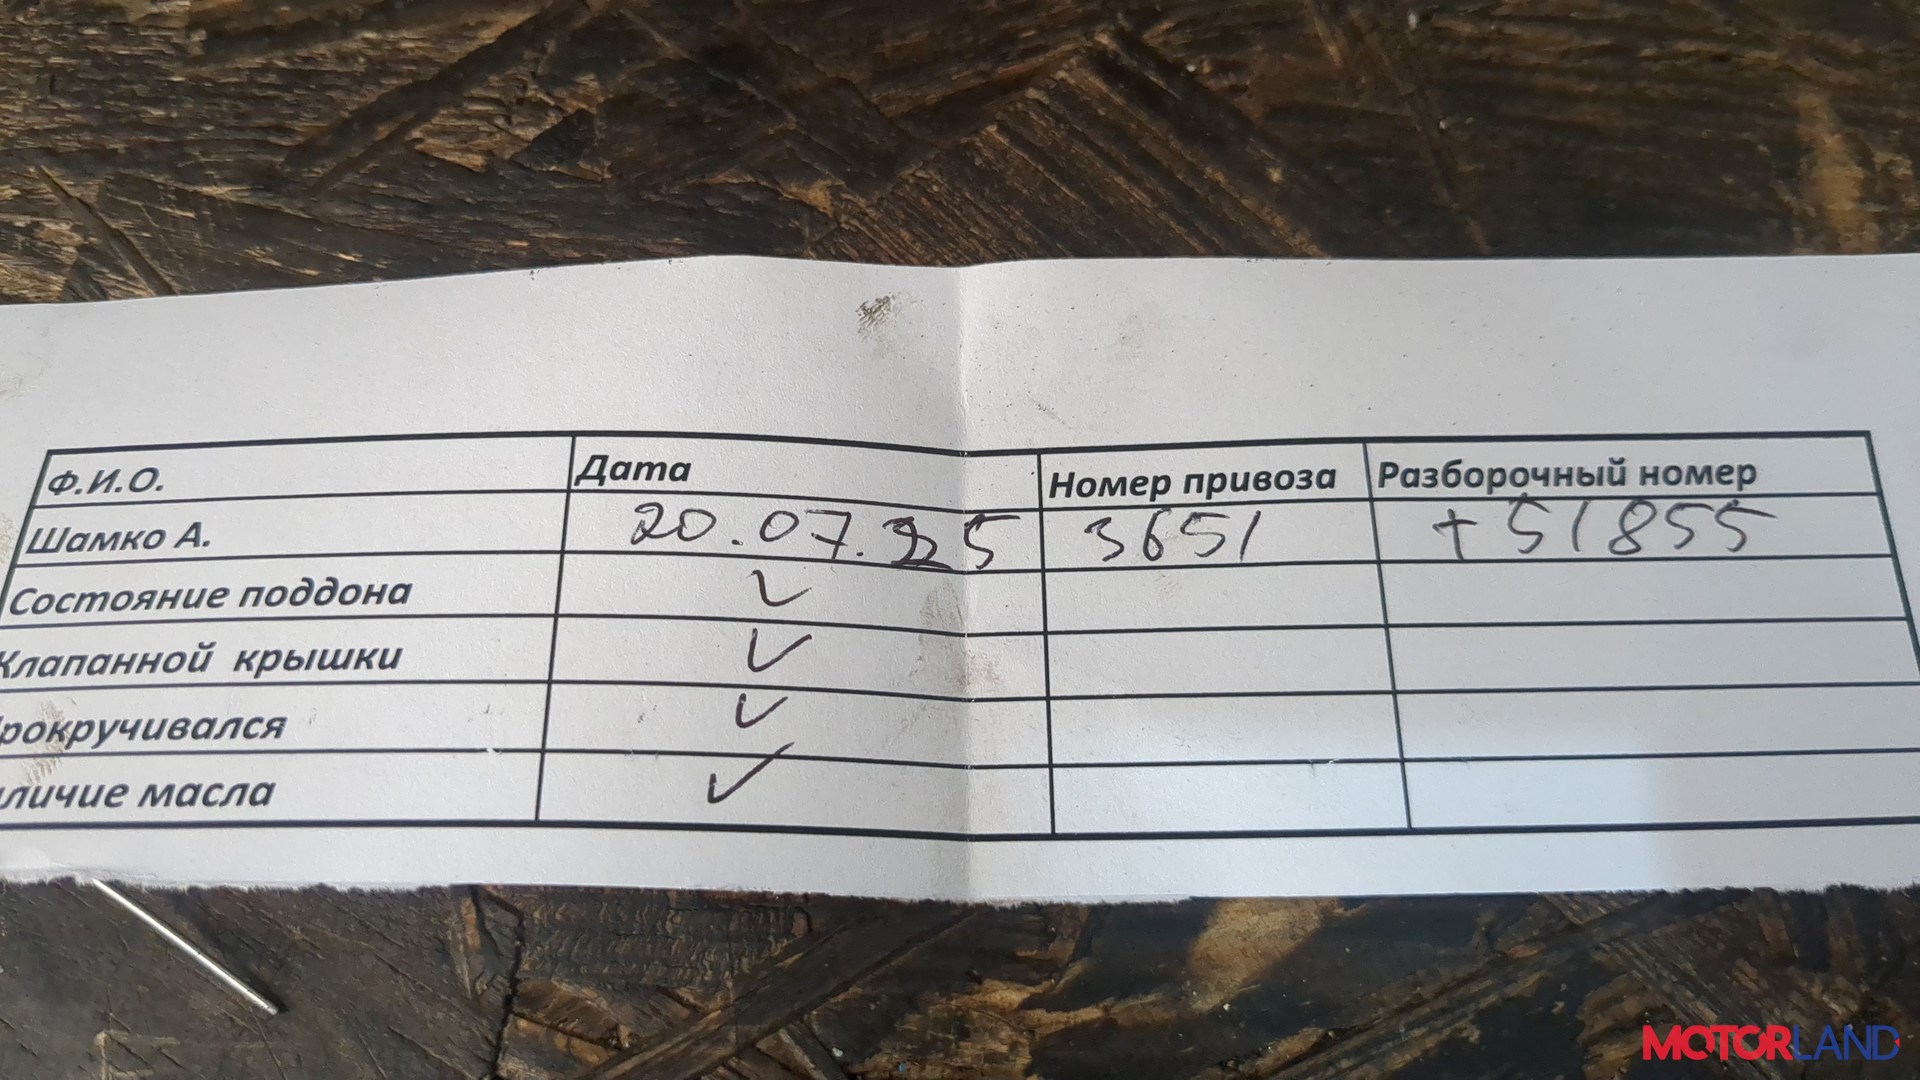 Ф.И.О. Дата Номер привоза Разборочный номер
Шамко А. 20.07.25 3651 +51855
Состояние поддона ✓
Клапанной крышки ✓
рокручивался ✓
личие масла ✓
MOTORLAND